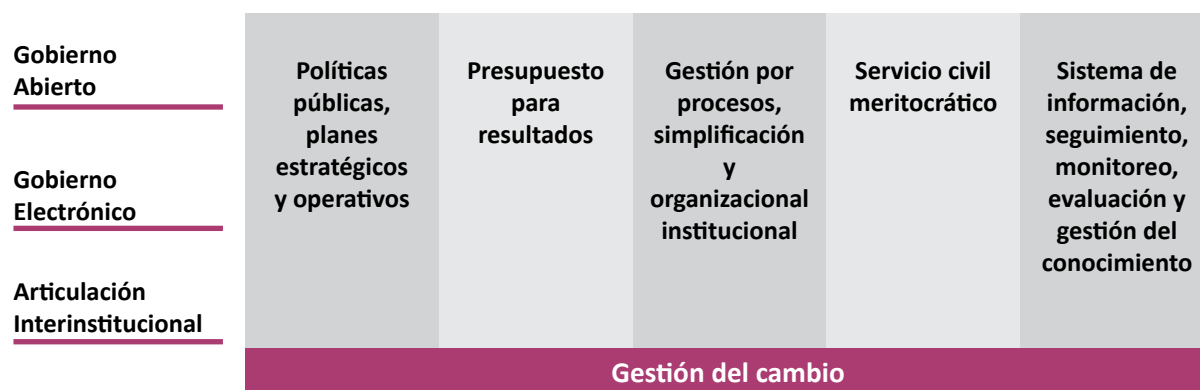 Gobierno
Abierto
Gobierno
Electrónico
Articulación
Interinstitucional
Políticas
públicas,
planes
estratégicos
y operativos
Presupuesto
para
resultados
Gestión por
procesos,
simplificación
y
organizacional
institucional
Servicio civil
meritocrático
Sistema de
información,
seguimiento,
monitoreo,
evaluación y
gestión del
conocimiento
Gestión del cambio